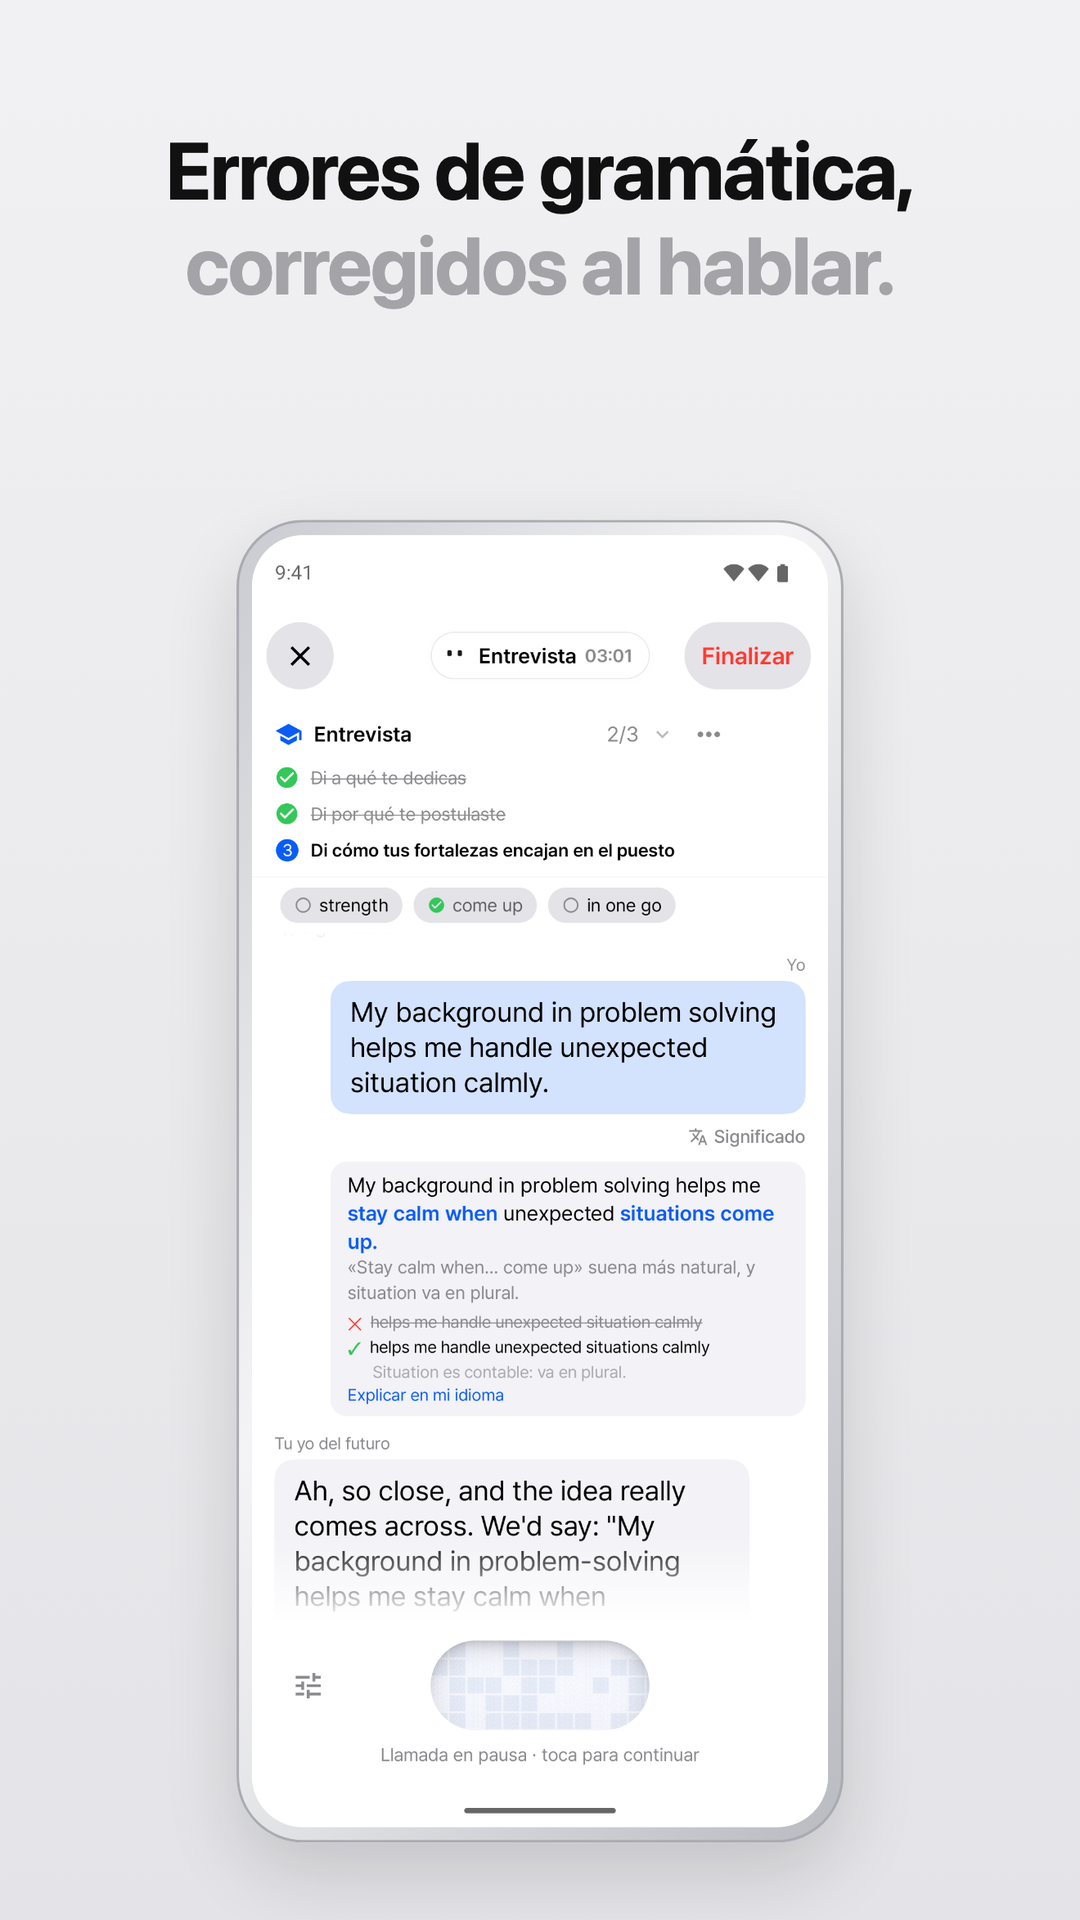 Errores de gramática,
corregidos al hablar.
9:41
Entrevista 03:01
Finalizar
Entrevista
2/3
Di a qué te dedicas
Di por qué te postulaste
3 Di cómo tus fortalezas encajan en el puesto
strength
come up
in one go
Yo
My background in problem solving
helps me handle unexpected
situation calmly.
Significado
My background in problem solving helps me
stay calm when unexpected situations come
up.
«Stay calm when... come up» suena más natural, y
situation va en plural.
helps me handle unexpected situation calmly
helps me handle unexpected situations calmly
Situation es contable: va en plural.
Explicar en mi idioma
Tu yo del futuro
Ah, so close, and the idea really
comes across. We'd say: "My
background in problem-solving
helps me stay calm when
Llamada en pausa · toca para continuar